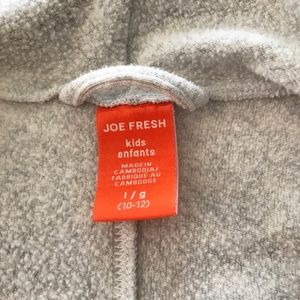 JOE FRESH
kids
enfants
MADE IN
CAMBODIA/
FABRIQUÉ AU
CAMBODGE
l / g
(10-12)